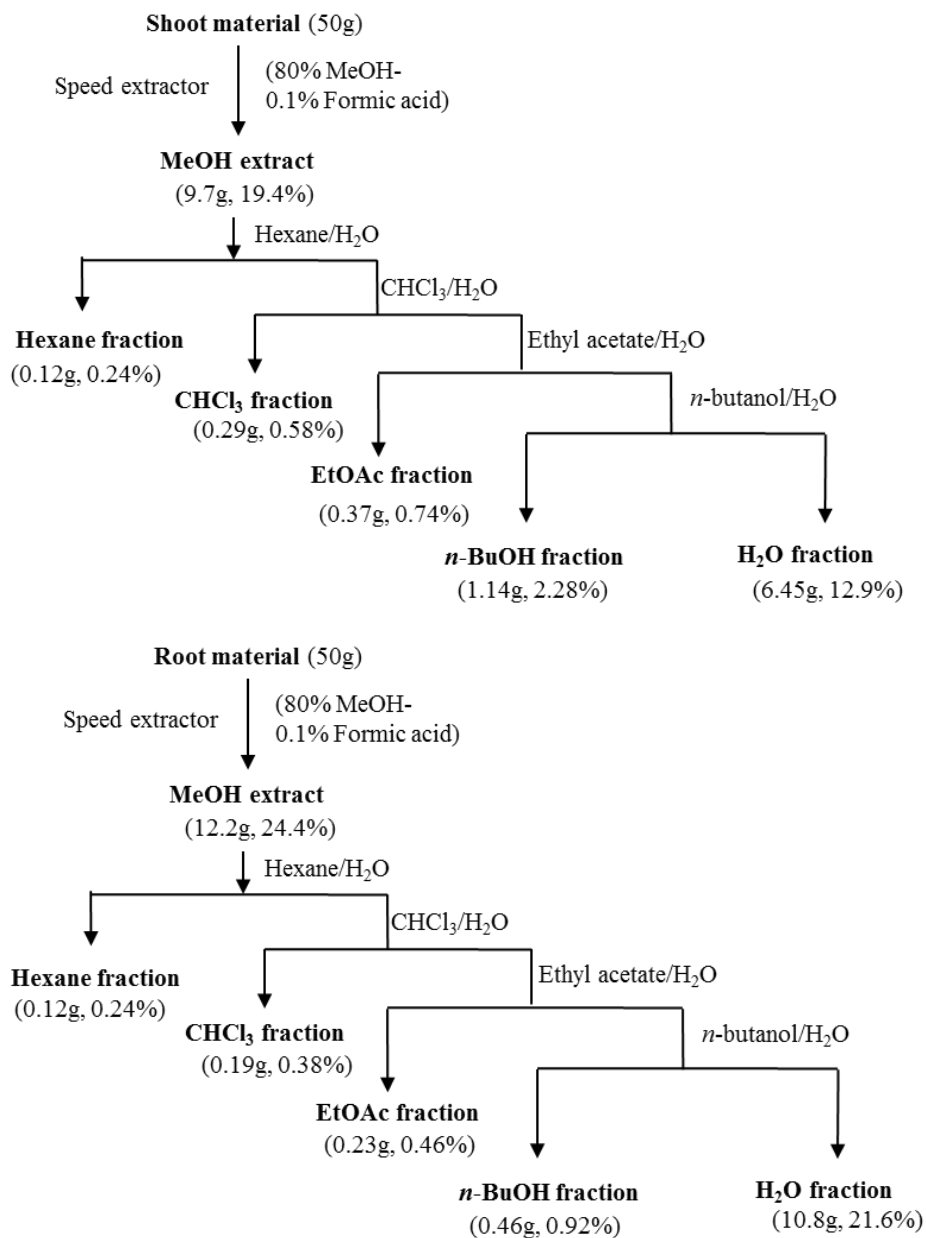 Shoot material (50g)
Speed extractor
(80% MeOH-
0.1% Formic acid)
MeOH extract
(9.7g, 19.4%)
Hexane/H₂O
CHCl₃/H₂O
Hexane fraction
(0.12g, 0.24%)
Ethyl acetate/H₂O
CHCl₃ fraction
(0.29g, 0.58%)
n-butanol/H₂O
EtOAc fraction
(0.37g, 0.74%)
n-BuOH fraction
(1.14g, 2.28%)
H₂O fraction
(6.45g, 12.9%)
Root material (50g)
Speed extractor
(80% MeOH-
0.1% Formic acid)
MeOH extract
(12.2g, 24.4%)
Hexane/H₂O
CHCl₃/H₂O
Hexane fraction
(0.12g, 0.24%)
Ethyl acetate/H₂O
CHCl₃ fraction
(0.19g, 0.38%)
n-butanol/H₂O
EtOAc fraction
(0.23g, 0.46%)
n-BuOH fraction
(0.46g, 0.92%)
H₂O fraction
(10.8g, 21.6%)